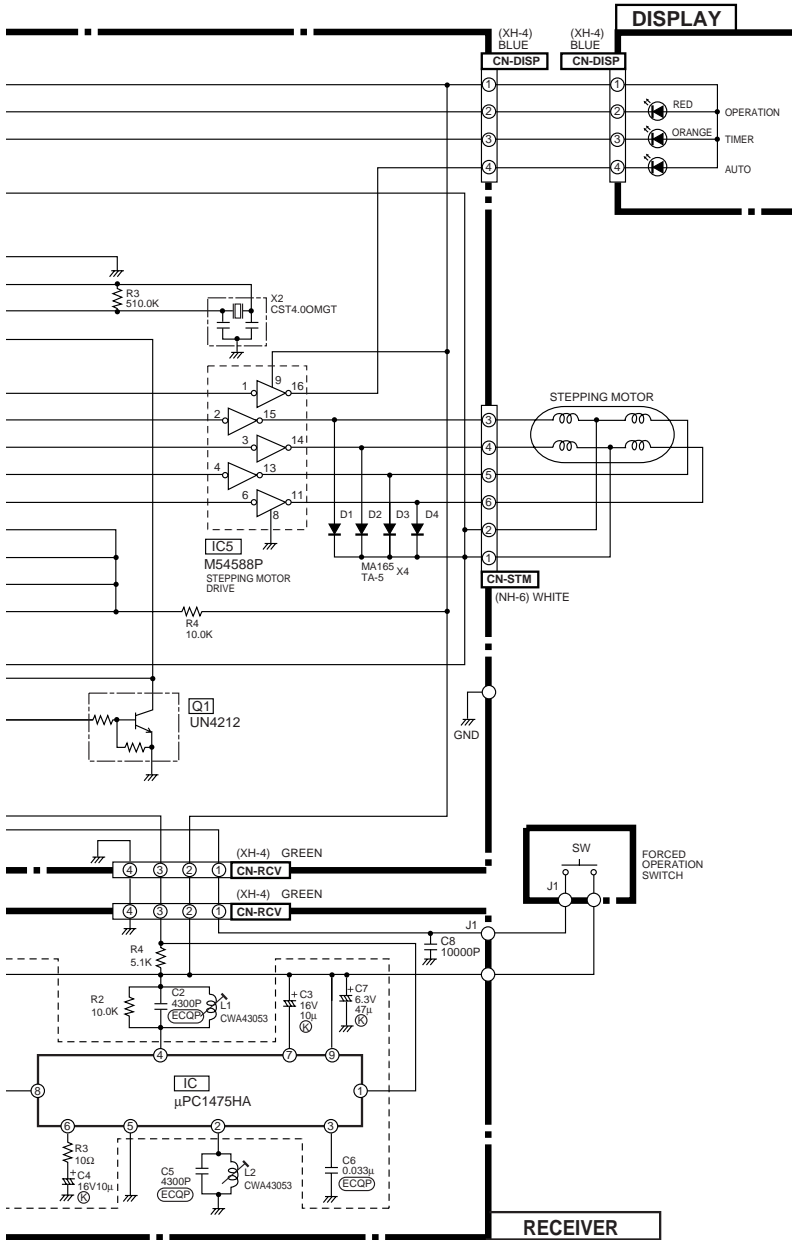 DISPLAY
(XH-4)
BLUE
CN-DISP
(XH-4)
BLUE
CN-DISP
1
1
2
2
RED
OPERATION
3
3
ORANGE
TIMER
4
4
AUTO
R3
510.0K
X2
CST4.0OMGT
1
9
16
2
15
3
14
4
13
6
11
8
IC5
M54588P
STEPPING MOTOR
DRIVE
D1
D2
D3
D4
MA165
TA-5
X4
STEPPING MOTOR
3
4
5
6
2
1
CN-STM
(NH-6) WHITE
R4
10.0K
Q1
UN4212
GND
(XH-4) GREEN
4
3
2
1
CN-RCV
(XH-4) GREEN
4
3
2
1
CN-RCV
SW
J1
FORCED
OPERATION
SWITCH
J1
C8
10000P
R4
5.1K
R2
10.0K
C2
4300P
ECQP
L1
CWA43053
+
C3
16V
10μ
K
+
C7
6.3V
47μ
K
4
7
9
8
IC
μPC1475HA
1
6
5
2
3
R3
10Ω
+
C4
16V10μ
K
C5
4300P
ECQP
L2
CWA43053
C6
0.033μ
ECQP
RECEIVER